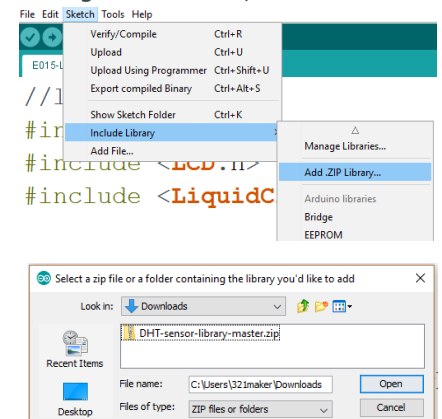 File Edit Sketch Tools Help
Verify/Compile Ctrl+R
Upload Ctrl+U
Upload Using Programmer Ctrl+Shift+U
Export compiled Binary Ctrl+Alt+S
Show Sketch Folder Ctrl+K
Include Library
Add File...
Manage Libraries...
Add .ZIP Library...
Arduino libraries
Bridge
EEPROM
E015-L
//l
#in
#include <LCD.h>
#include <LiquidC
Select a zip file or a folder containing the library you'd like to add
Look in: Downloads
DHT-sensor-library-master.zip
Recent Items
Desktop
File name: C:\Users\321maker\Downloads Open
Files of type: ZIP files or folders Cancel